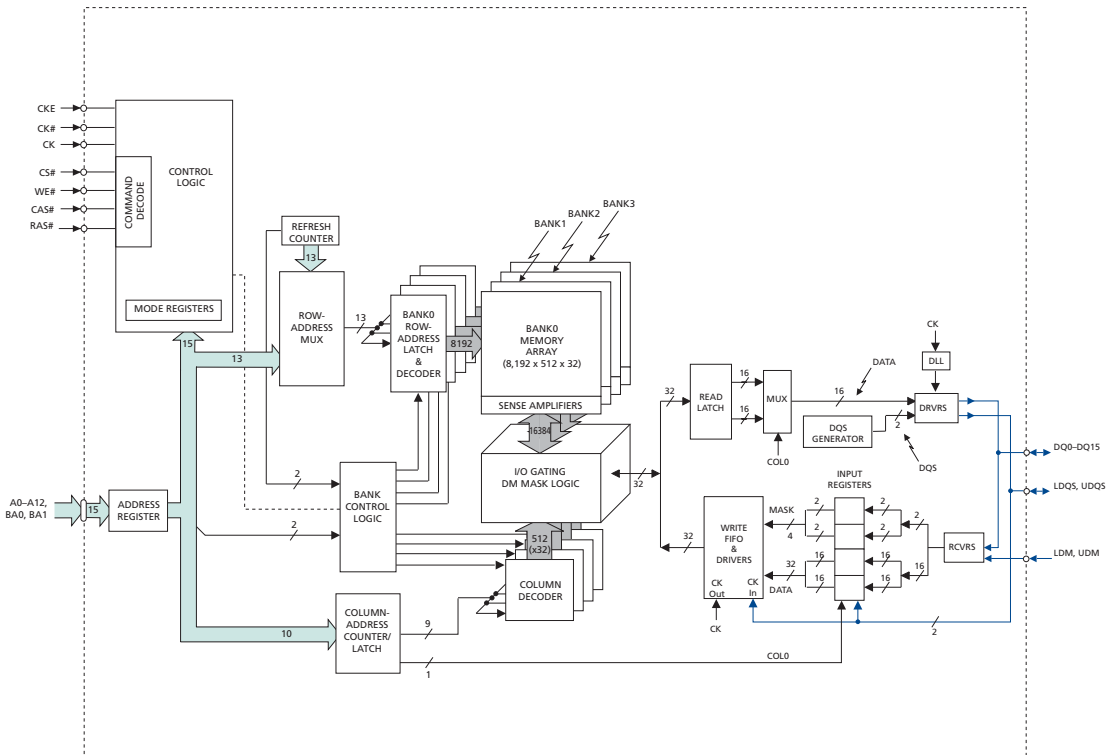 CKE
CK#
CK
CS#
WE#
CAS#
RAS#
COMMAND
DECODE
CONTROL
LOGIC
MODE REGISTERS
REFRESH
COUNTER
13
ROW-
ADDRESS
MUX
15
13
13
BANK0
ROW-
ADDRESS
LATCH
&
DECODER
8192
BANK1
BANK2
BANK3
BANK0
MEMORY
ARRAY
(8,192 x 512 x 32)
SENSE AMPLIFIERS
16384
I/O GATING
DM MASK LOGIC
32
512
(x32)
COLUMN
DECODER
A0–A12,
BA0, BA1
15
ADDRESS
REGISTER
2
2
BANK
CONTROL
LOGIC
10
COLUMN-
ADDRESS
COUNTER/
LATCH
9
1
COL0
32
READ
LATCH
16
16
MUX
COL0
16
DATA
DQS
GENERATOR
2
DQS
CK
DLL
DRVRS
DQ0–DQ15
LDQS, UDQS
LDM, UDM
32
WRITE
FIFO
&
DRIVERS
CK
Out
CK
In
CK
MASK
4
32
DATA
INPUT
REGISTERS
2
2
2
2
2
16
16
16
16
16
RCVRS
2